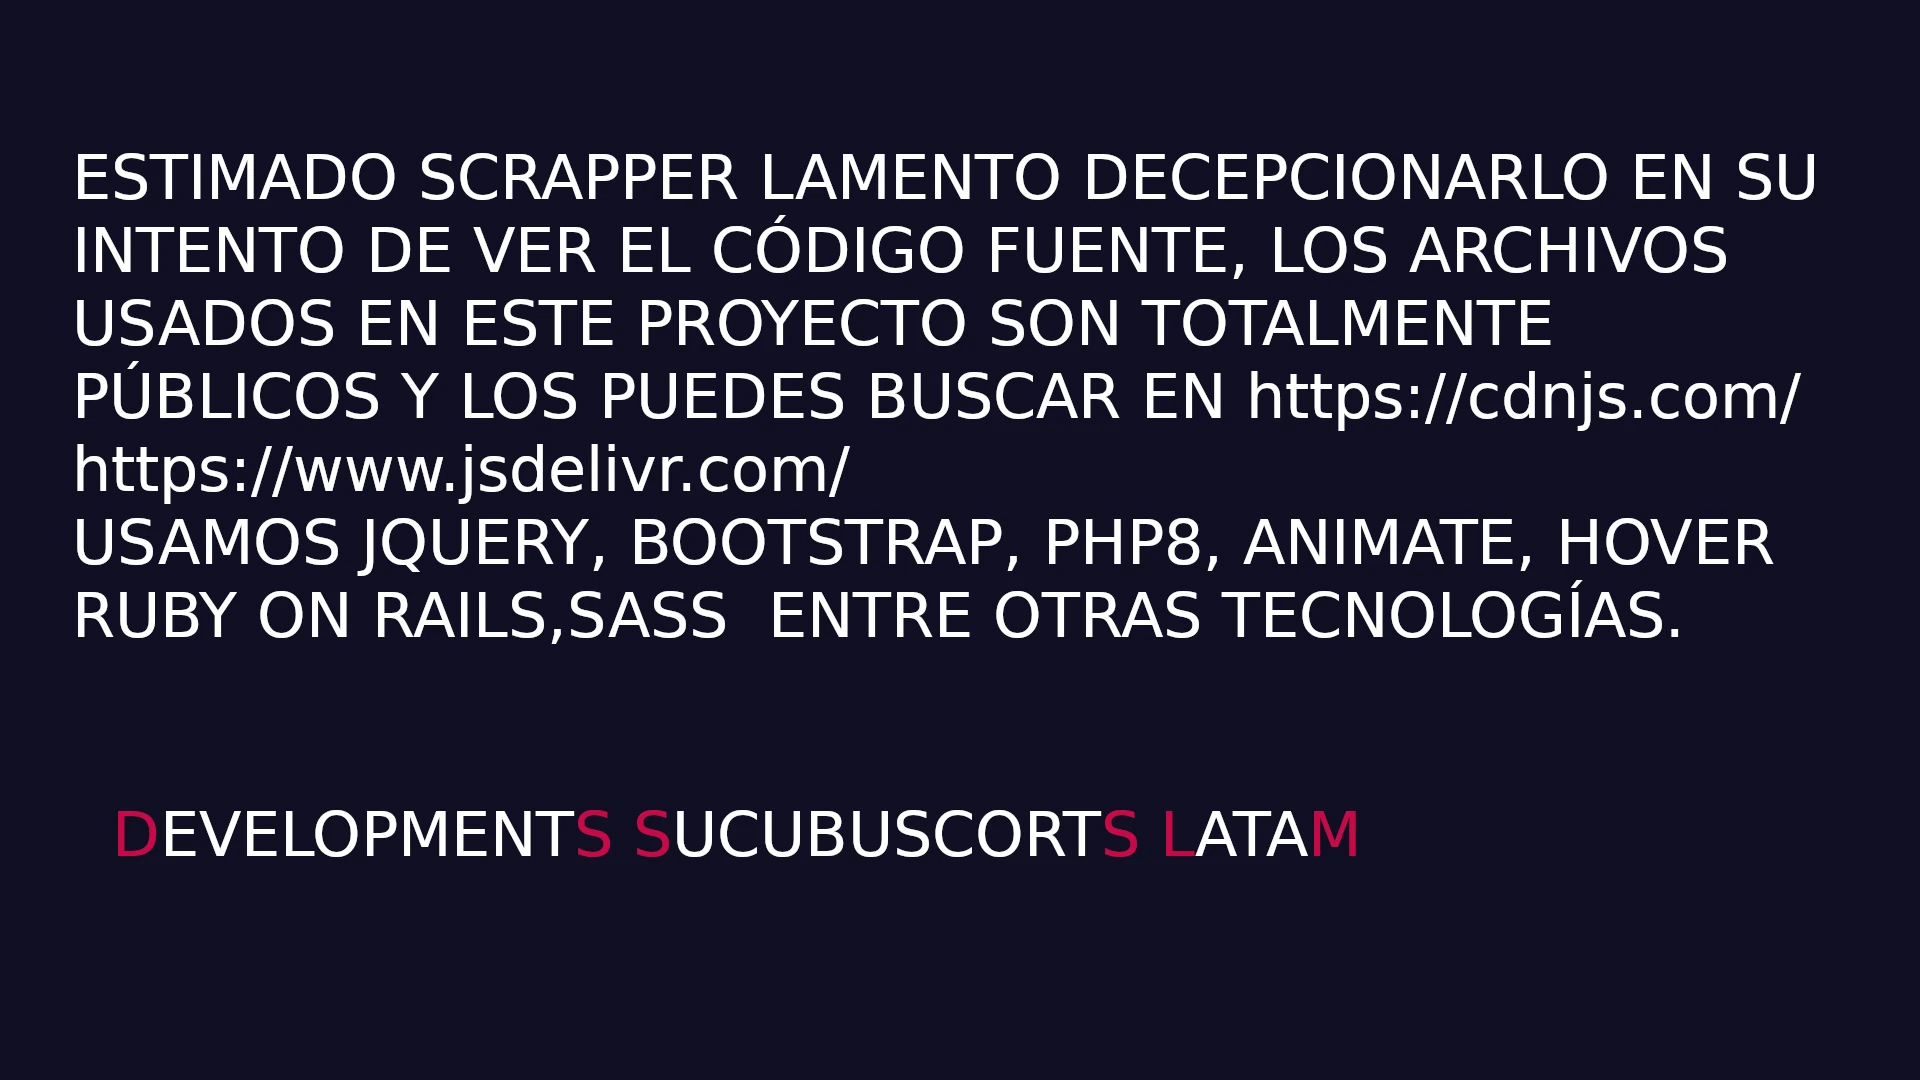 ESTIMADO SCRAPPER LAMENTO DECEPCIONARLO EN SU
INTENTO DE VER EL CÓDIGO FUENTE, LOS ARCHIVOS
USADOS EN ESTE PROYECTO SON TOTALMENTE
PÚBLICOS Y LOS PUEDES BUSCAR EN https://cdnjs.com/
https://www.jsdelivr.com/
USAMOS JQUERY, BOOTSTRAP, PHP8, ANIMATE, HOVER
RUBY ON RAILS,SASS  ENTRE OTRAS TECNOLOGÍAS.
DEVELOPMENTS SUCUBUSCORTS LATAM